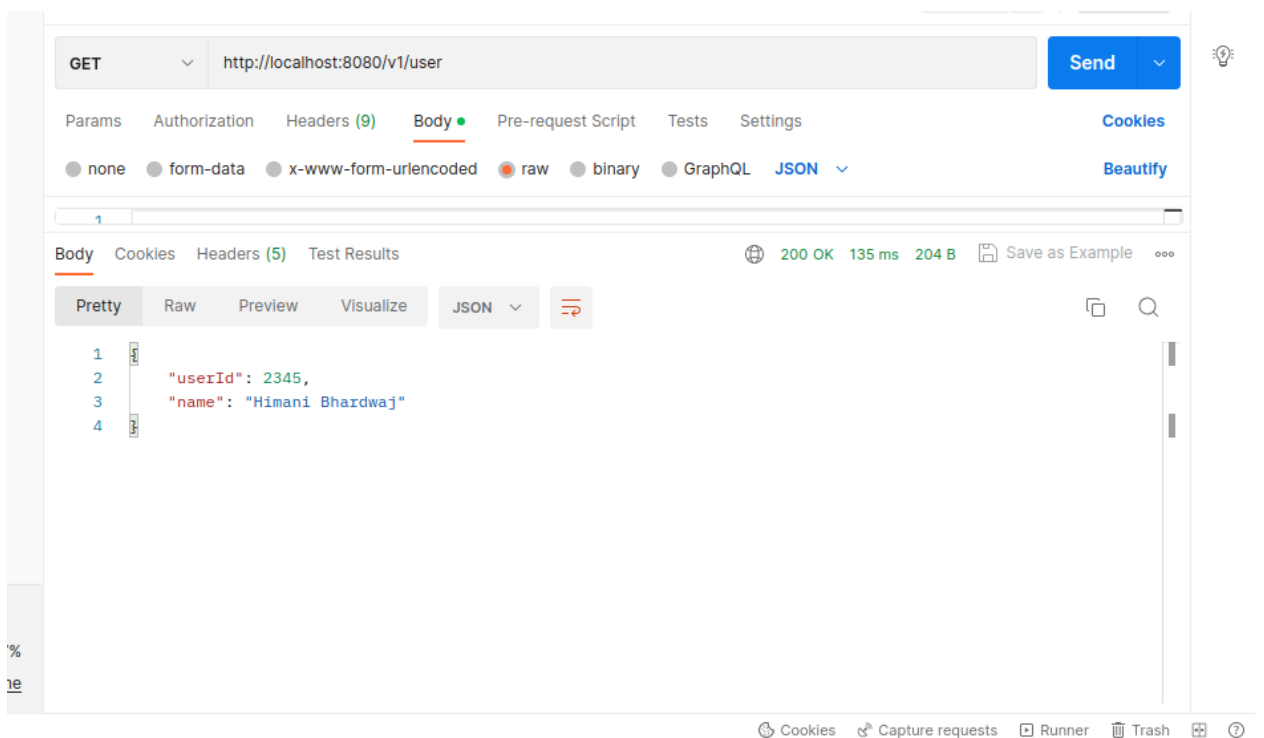 GET http://localhost:8080/v1/user Send
Params Authorization Headers (9) Body Pre-request Script Tests Settings Cookies
none form-data x-www-form-urlencoded raw binary GraphQL JSON Beautify
1
Body Cookies Headers (5) Test Results 200 OK 135 ms 204 B Save as Example
Pretty Raw Preview Visualize JSON
1 {
2 "userId": 2345,
3 "name": "Himani Bhardwaj"
4 }
%
Cookies Capture requests Runner Trash